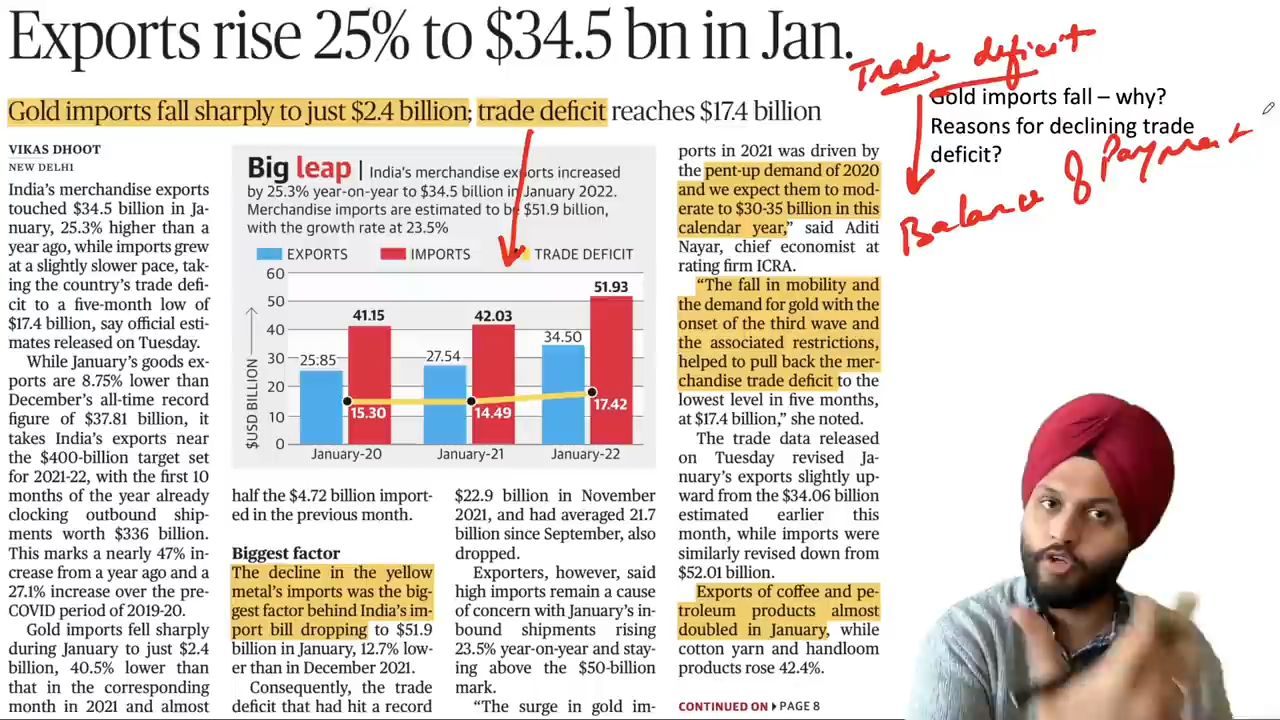 Exports rise 25% to $34.5 bn in Jan.
Gold imports fall sharply to just $2.4 billion; trade deficit reaches $17.4 billion
VIKAS DHOOT
NEW DELHI
India's merchandise exports
touched $34.5 billion in Ja-
nuary, 25.3% higher than a
year ago, while imports grew
at a slightly slower pace, tak-
ing the country's trade defi-
cit to a five-month low of
$17.4 billion, say official esti-
mates released on Tuesday.
While January's goods ex-
ports are 8.75% lower than
December's all-time record
figure of $37.81 billion, it
takes India's exports near
the $400-billion target set
for 2021-22, with the first 10
months of the year already
clocking outbound ship-
ments worth $336 billion.
This marks a nearly 47% in-
crease from a year ago and a
27.1% increase over the pre-
COVID period of 2019-20.
Gold imports fell sharply
during January to just $2.4
billion, 40.5% lower than
that in the corresponding
month in 2021 and almost
Big leap | India's merchandise exports increased
by 25.3% year-on-year to $34.5 billion in January 2022.
Merchandise imports are estimated to be $51.9 billion,
with the growth rate at 23.5%
EXPORTS IMPORTS TRADE DEFICIT
$USD BILLION
60
50
40
30
20
10
0
25.85 41.15 15.30
27.54 42.03 14.49
34.50 51.93 17.42
January-20 January-21 January-22
half the $4.72 billion import-
ed in the previous month.
Biggest factor
The decline in the yellow
metal's imports was the big-
gest factor behind India's im-
port bill dropping to $51.9
billion in January, 12.7% low-
er than in December 2021.
Consequently, the trade
deficit that had hit a record
$22.9 billion in November
2021, and had averaged 21.7
billion since September, also
dropped.
Exporters, however, said
high imports remain a cause
of concern with January's in-
bound shipments rising
23.5% year-on-year and stay-
ing above the $50-billion
mark.
"The surge in gold im-
ports in 2021 was driven by
the pent-up demand of 2020
and we expect them to mod-
erate to $30-35 billion in this
calendar year," said Aditi
Nayar, chief economist at
rating firm ICRA.
"The fall in mobility and
the demand for gold with the
onset of the third wave and
the associated restrictions,
helped to pull back the mer-
chandise trade deficit to the
lowest level in five months,
at $17.4 billion," she noted.
The trade data released
on Tuesday revised Ja-
nuary's exports slightly up-
ward from the $34.06 billion
estimated earlier this
month, while imports were
similarly revised down from
$52.01 billion.
Exports of coffee and pe-
troleum products almost
doubled in January, while
cotton yarn and handloom
products rose 42.4%.
CONTINUED ON PAGE 8
Trade deficit
Gold imports fall – why?
Reasons for declining trade
deficit?
Balance of Payment